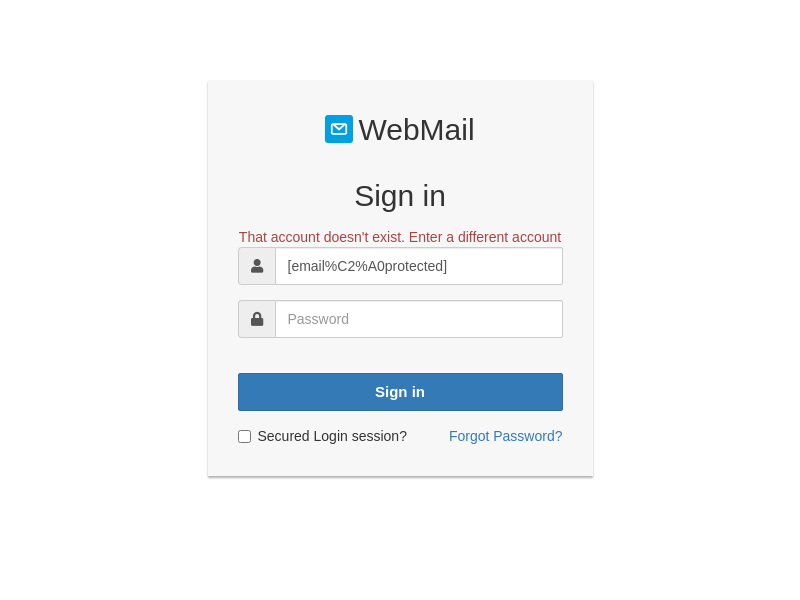 WebMail
Sign in
That account doesn't exist. Enter a different account
[email%C2%A0protected]
Password
Sign in
Secured Login session? Forgot Password?